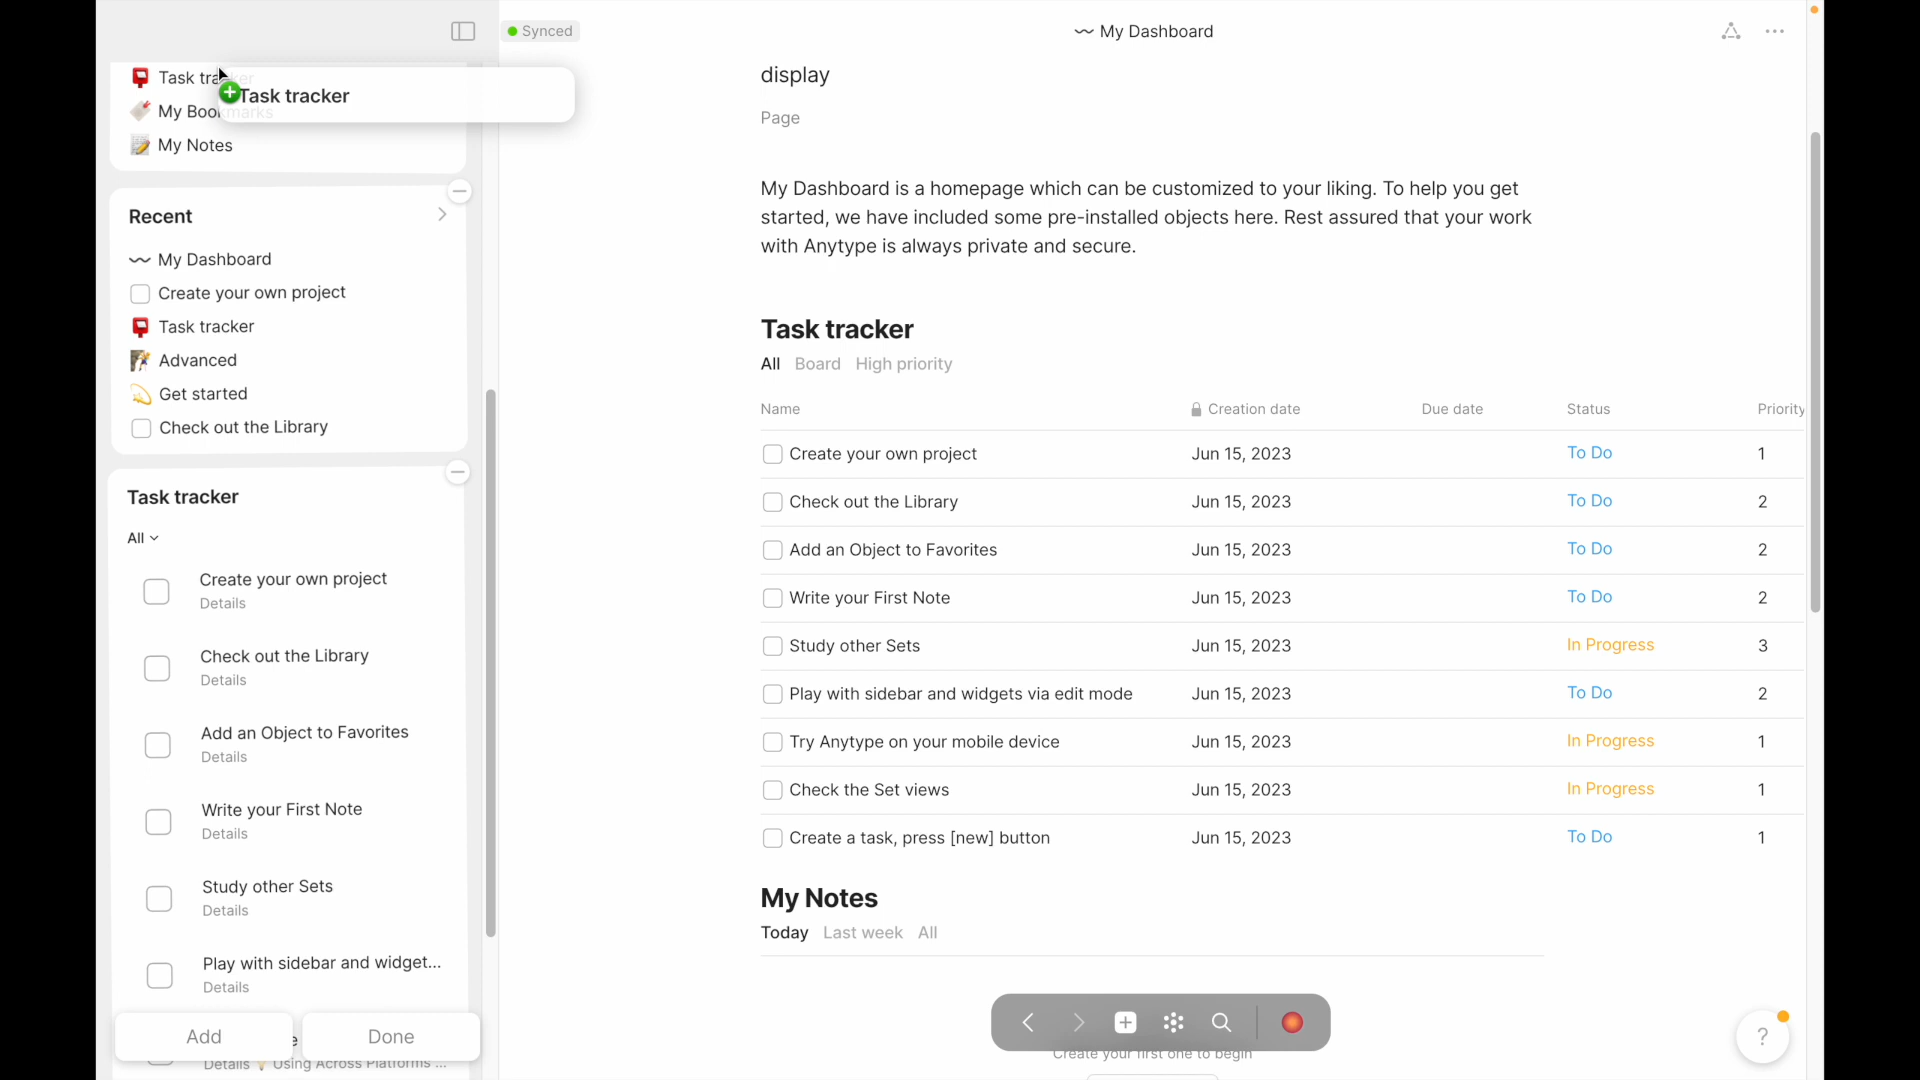 Synced
My Dashboard
Task tracker
Task tracker
My Bookmarks
My Notes
Recent
My Dashboard
Create your own project
Task tracker
Advanced
Get started
Check out the Library
Task tracker
All
Create your own project
Details
Check out the Library
Details
Add an Object to Favorites
Details
Write your First Note
Details
Study other Sets
Details
Play with sidebar and widget...
Details
Add
Done
Details Using Across Platforms ...
display
Page
My Dashboard is a homepage which can be customized to your liking. To help you get
started, we have included some pre-installed objects here. Rest assured that your work
with Anytype is always private and secure.
Task tracker
All Board High priority
Name Creation date Due date Status Priority
Create your own project Jun 15, 2023 To Do 1
Check out the Library Jun 15, 2023 To Do 2
Add an Object to Favorites Jun 15, 2023 To Do 2
Write your First Note Jun 15, 2023 To Do 2
Study other Sets Jun 15, 2023 In Progress 3
Play with sidebar and widgets via edit mode Jun 15, 2023 To Do 2
Try Anytype on your mobile device Jun 15, 2023 In Progress 1
Check the Set views Jun 15, 2023 In Progress 1
Create a task, press [new] button Jun 15, 2023 To Do 1
My Notes
Today Last week All
Create your first one to begin
?